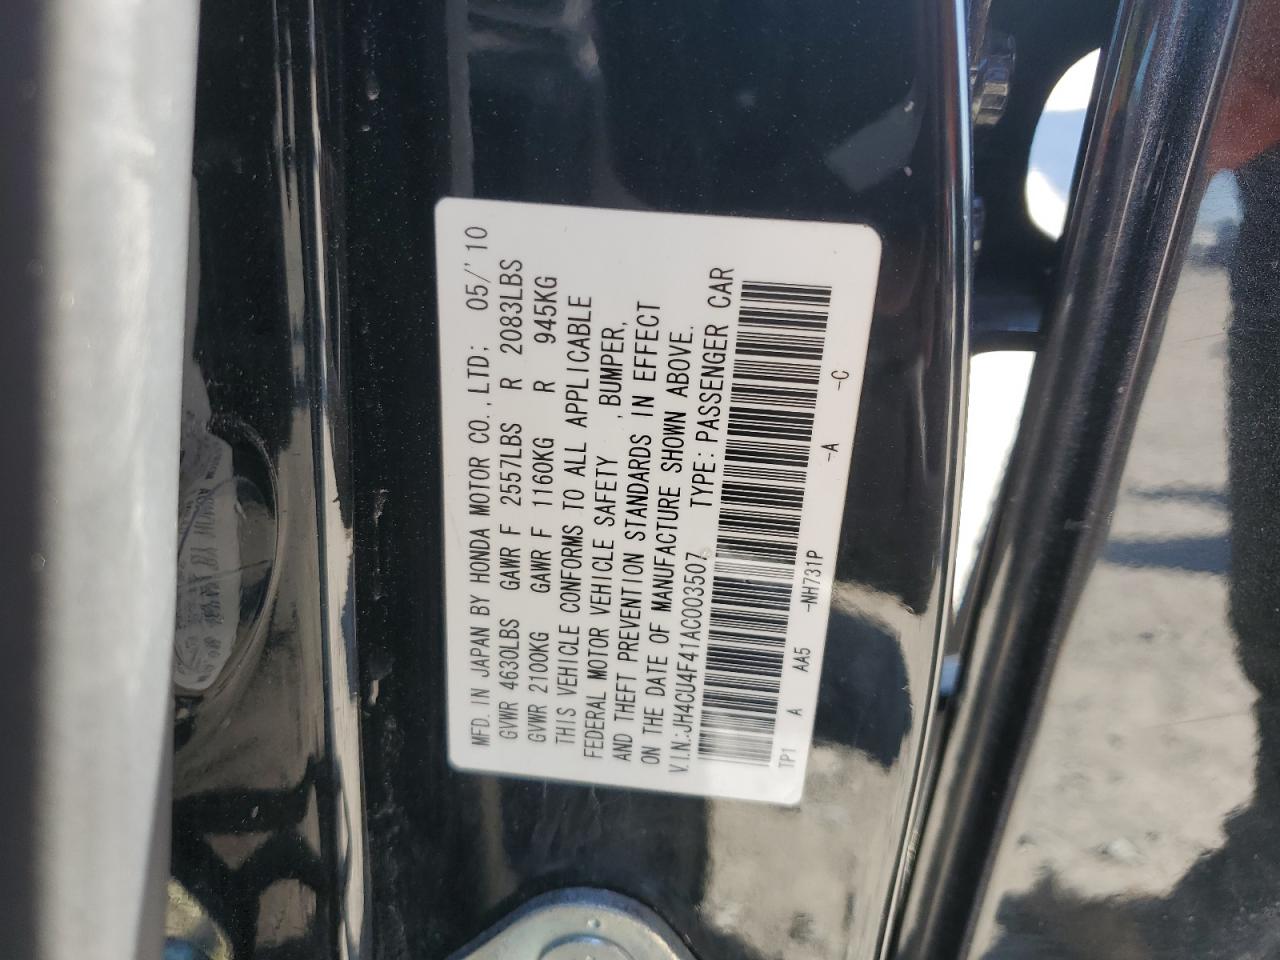 MFD. IN JAPAN BY HONDA MOTOR CO., LTD: 05/'10
GVWR 4630LBS GAWR F 2557LBS R 2083LBS
GVWR 2100KG GAWR F 1160KG R 945KG
THIS VEHICLE CONFORMS TO ALL APPLICABLE
FEDERAL MOTOR VEHICLE SAFETY , BUMPER,
AND THEFT PREVENTION STANDARDS IN EFFECT
ON THE DATE OF MANUFACTURE SHOWN ABOVE.
V.I.N.:JH4CU4F41AC003507 TYPE: PASSENGER CAR
TP1 A AA5 -NH731P -A -C